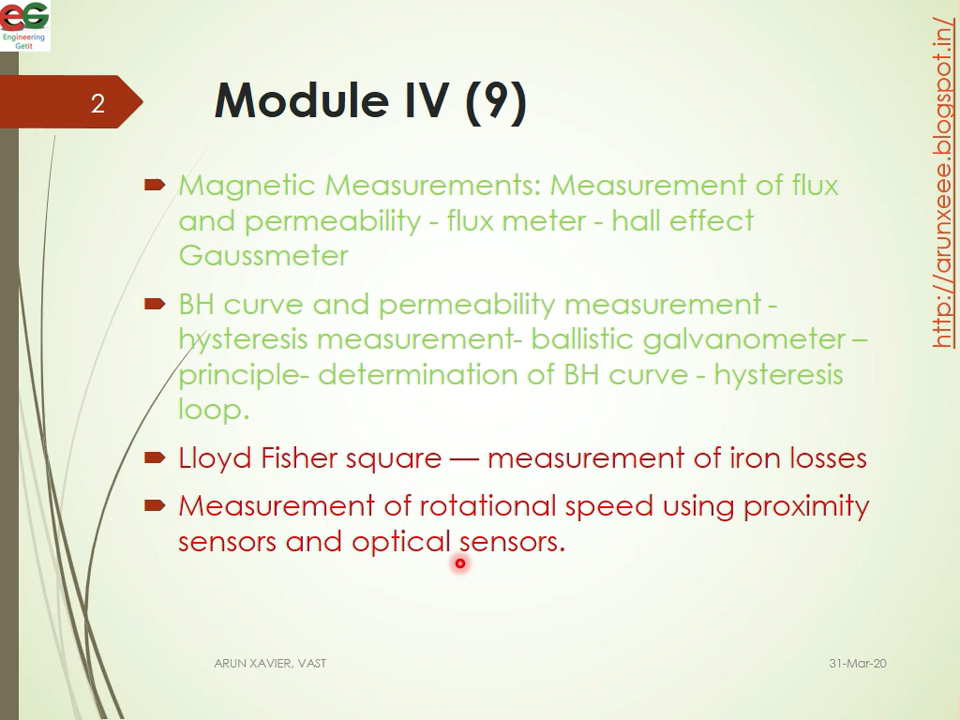 EG
Engineering
Getit
2
Module IV (9)
http://arunxeee.blogspot.in/
Magnetic Measurements: Measurement of flux
and permeability - flux meter - hall effect
Gaussmeter
BH curve and permeability measurement -
hysteresis measurement- ballistic galvanometer –
principle- determination of BH curve - hysteresis
loop.
Lloyd Fisher square — measurement of iron losses
Measurement of rotational speed using proximity
sensors and optical sensors.
ARUN XAVIER, VAST
31-Mar-20